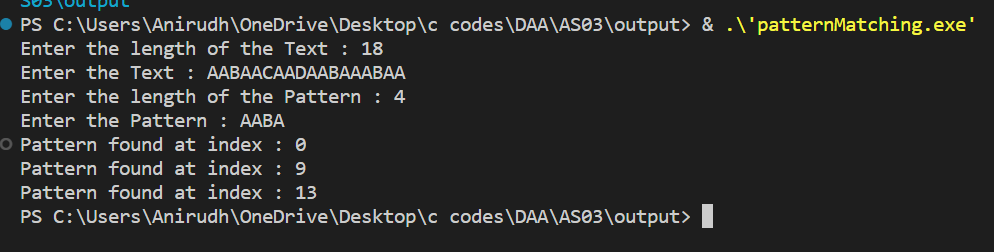 S03\output
PS C:\Users\Anirudh\OneDrive\Desktop\c codes\DAA\AS03\output> & .\'patternMatching.exe'
Enter the length of the Text : 18
Enter the Text : AABAACAADAABAAABAA
Enter the length of the Pattern : 4
Enter the Pattern : AABA
Pattern found at index : 0
Pattern found at index : 9
Pattern found at index : 13
PS C:\Users\Anirudh\OneDrive\Desktop\c codes\DAA\AS03\output>